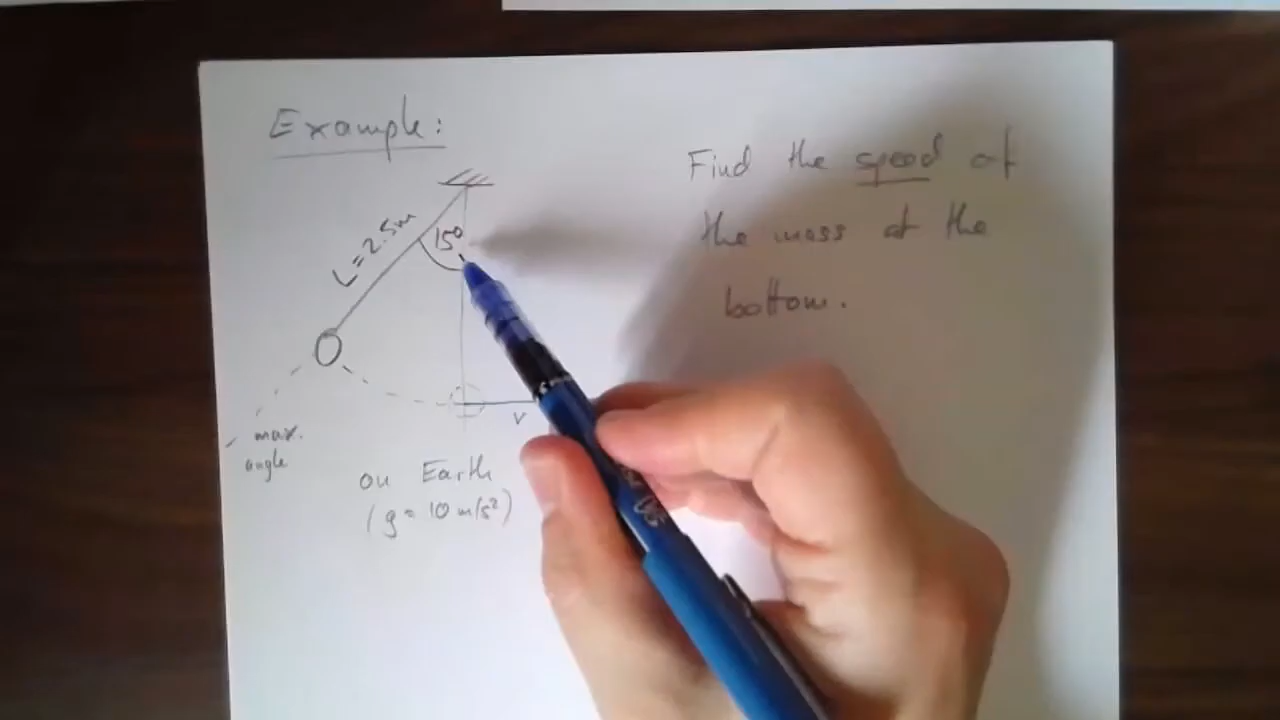 Example:
Find the speed of
the mass at the
bottom.
L=2.5m
15°
v
max.
angle
on Earth
(g = 10 m/s²)